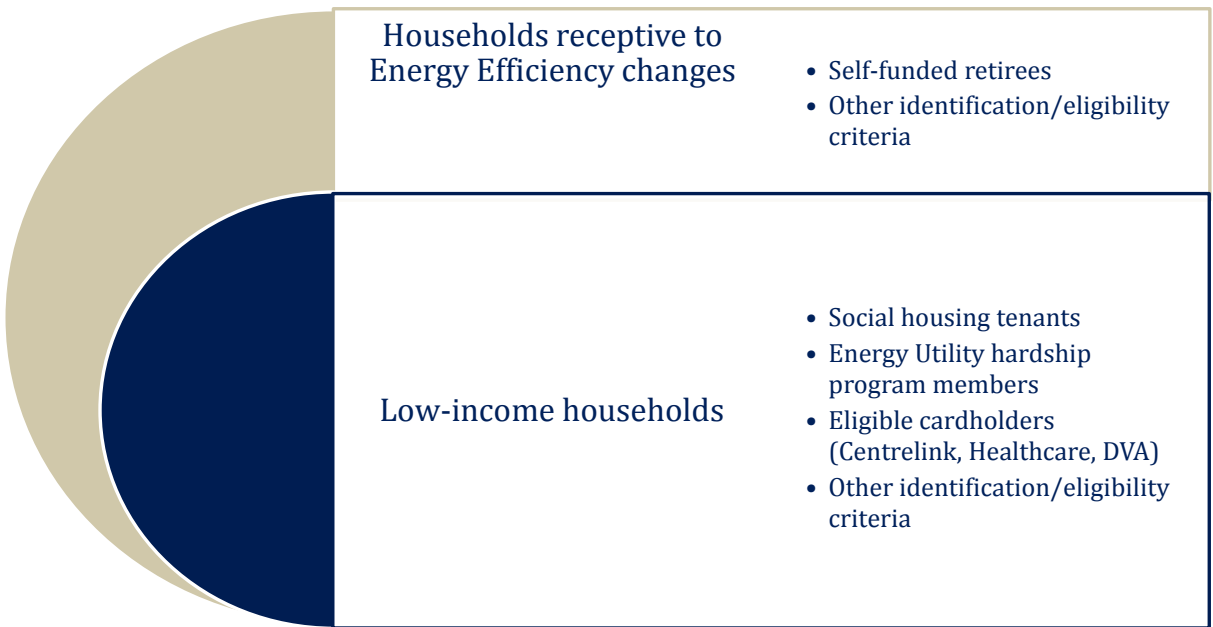 Households receptive to
Energy Efficiency changes
• Self-funded retirees
• Other identification/eligibility
criteria
Low-income households
• Social housing tenants
• Energy Utility hardship
program members
• Eligible cardholders
(Centrelink, Healthcare, DVA)
• Other identification/eligibility
criteria